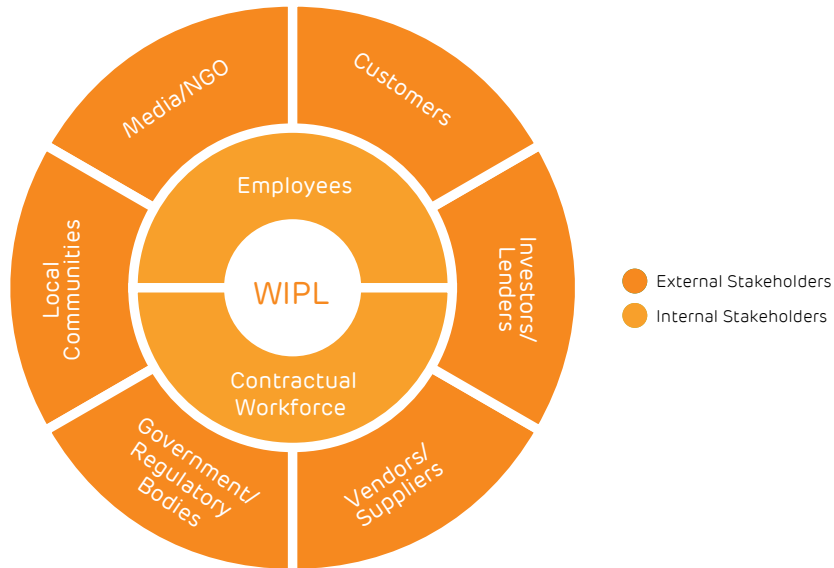 Media/NGO
Customers
Employees
Local
Communities
WIPL
Investors/
Lenders
Contractual
Workforce
Government/
Regulatory
Bodies
Vendors/
Suppliers
External Stakeholders
Internal Stakeholders